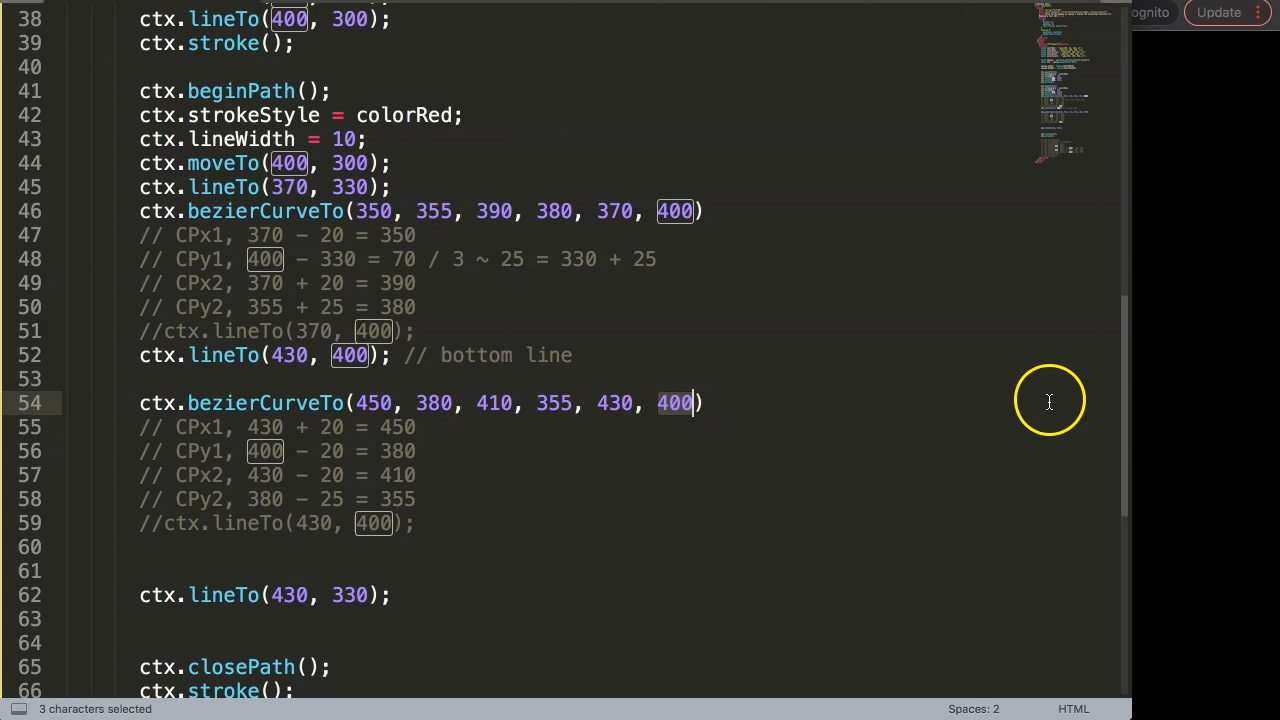 38 ctx.lineTo(400, 300);
39 ctx.stroke();
40
41 ctx.beginPath();
42 ctx.strokeStyle = colorRed;
43 ctx.lineWidth = 10;
44 ctx.moveTo(400, 300);
45 ctx.lineTo(370, 330);
46 ctx.bezierCurveTo(350, 355, 390, 380, 370, 400)
47 // CPx1, 370 - 20 = 350
48 // CPy1, 400 - 330 = 70 / 3 ~ 25 = 330 + 25
49 // CPx2, 370 + 20 = 390
50 // CPy2, 355 + 25 = 380
51 //ctx.lineTo(370, 400);
52 ctx.lineTo(430, 400); // bottom line
53
54 ctx.bezierCurveTo(450, 380, 410, 355, 430, 400)
55 // CPx1, 430 + 20 = 450
56 // CPy1, 400 - 20 = 380
57 // CPx2, 430 - 20 = 410
58 // CPy2, 380 - 25 = 355
59 //ctx.lineTo(430, 400);
60
61
62 ctx.lineTo(430, 330);
63
64
65 ctx.closePath();
66 ctx.stroke();
3 characters selected
Spaces: 2
HTML
Update